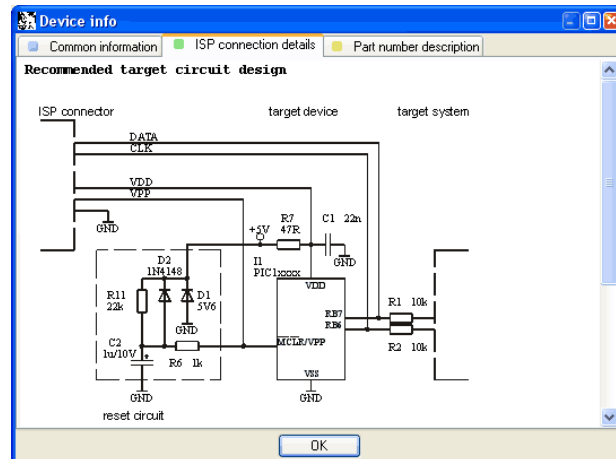 Device info
Common information
ISP connection details
Part number description
Recommended target circuit design
ISP connector
target device
target system
DATA
CLK
VDD
VPP
GND
+5V
R7
47R
C1 22n
GND
D2
1N4148
I1
PIC1xxxx
VDD
R11
22k
D1
5V6
GND
RB7
RB6
R1 10k
R2 10k
C2
1u/10V
+
R6 1k
MCLR/VPP
VSS
GND
GND
reset circuit
OK